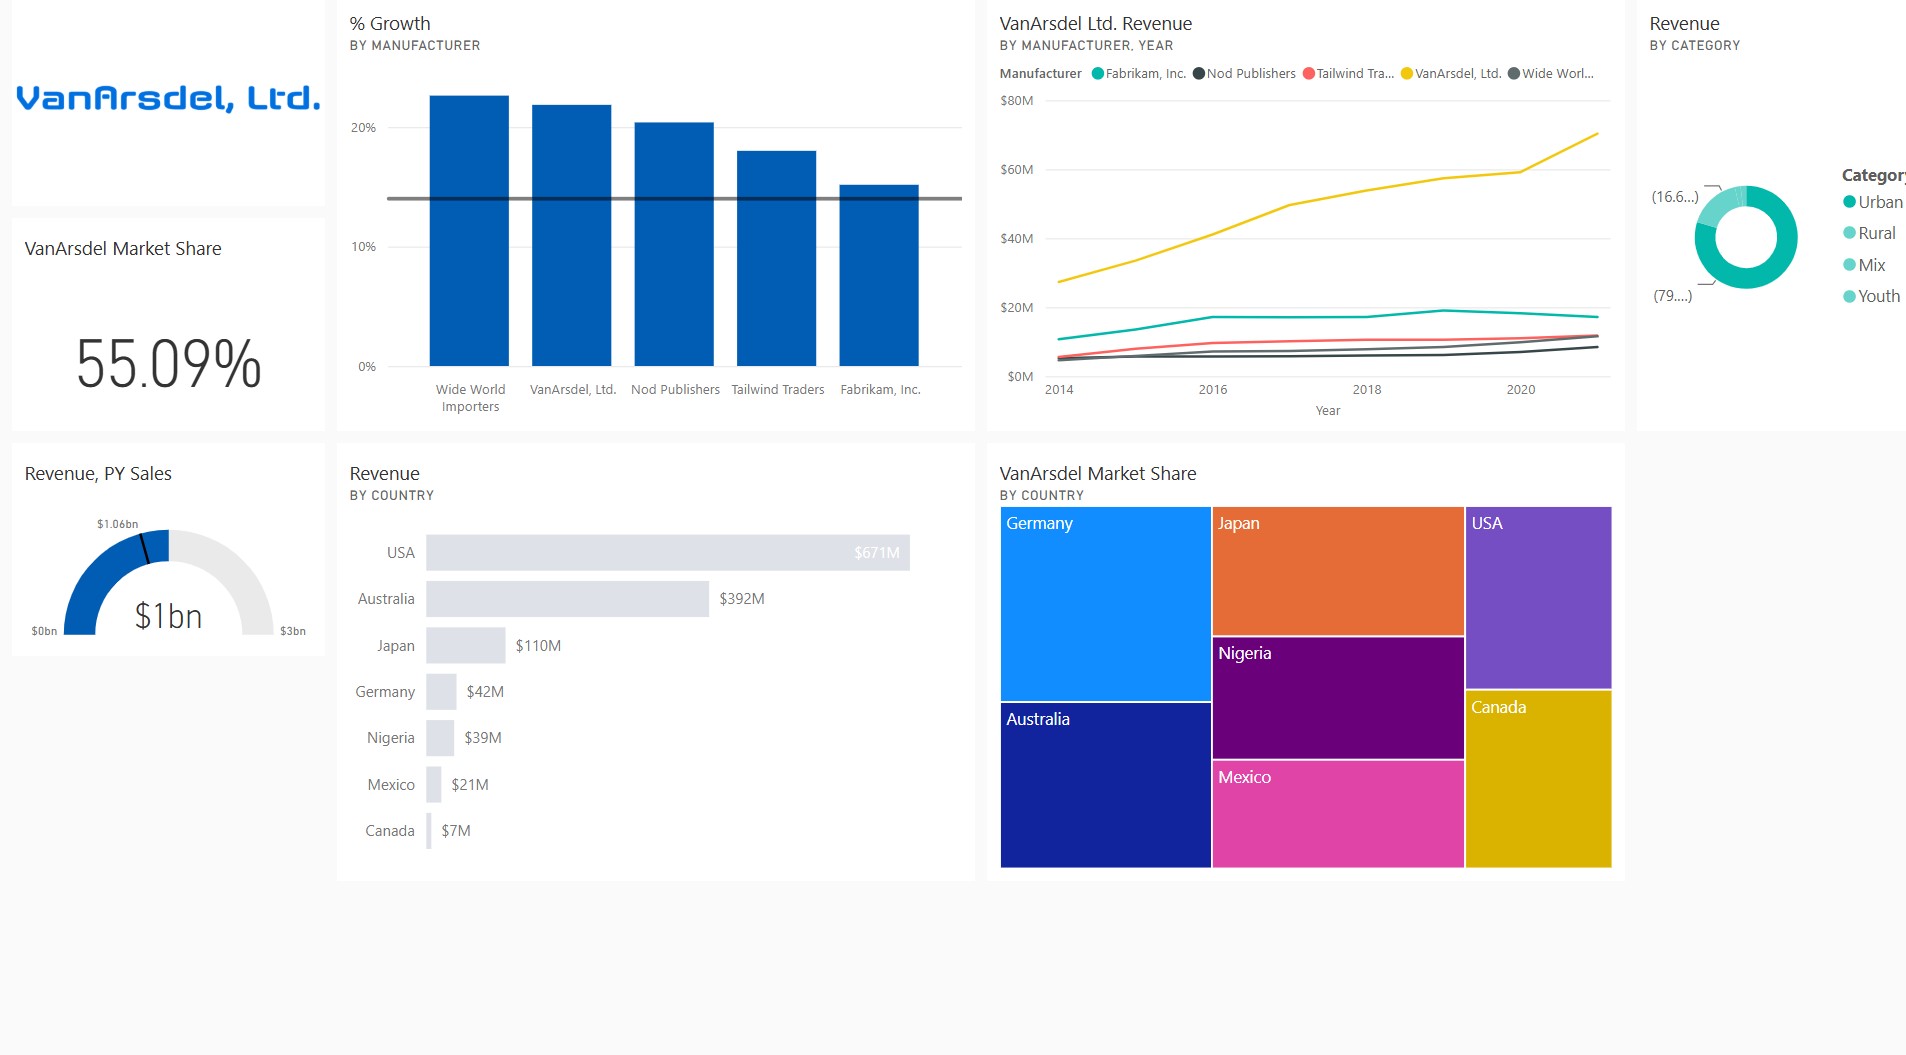 VanArsdel, Ltd.
VanArsdel Market Share
55.09%
Revenue, PY Sales
$1.06bn
$0bn
$1bn
$3bn
% Growth
BY MANUFACTURER
20%
10%
0%
Wide World Importers
VanArsdel, Ltd.
Nod Publishers
Tailwind Traders
Fabrikam, Inc.
VanArsdel Ltd. Revenue
BY MANUFACTURER, YEAR
Manufacturer Fabrikam, Inc. Nod Publishers Tailwind Tra... VanArsdel, Ltd. Wide Worl...
$80M
$60M
$40M
$20M
$0M
2014 2016 2018 2020
Year
Revenue
BY CATEGORY
(16.6...)
(79....)
Category
Urban
Rural
Mix
Youth
Revenue
BY COUNTRY
USA $671M
Australia $392M
Japan $110M
Germany $42M
Nigeria $39M
Mexico $21M
Canada $7M
VanArsdel Market Share
BY COUNTRY
Germany
Australia
Japan
Nigeria
Mexico
USA
Canada